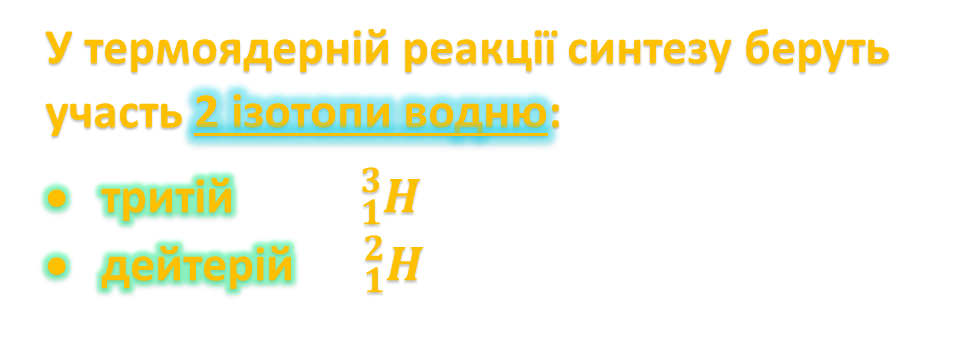 У термоядерній реакції синтезу беруть
участь 2 ізотопи водню:
• тритій ³₁H
• дейтерій ²₁H